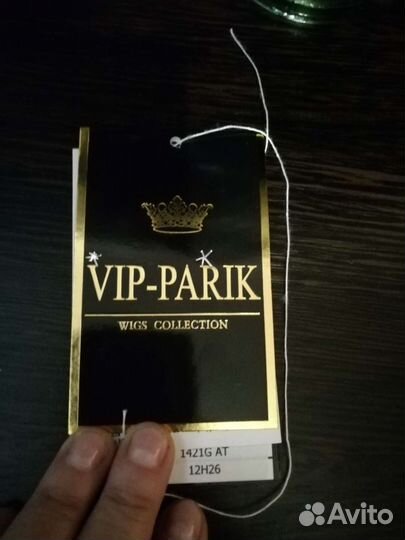 VIP-PARIK
WIGS COLLECTION
1421G AT
12H26
Avito